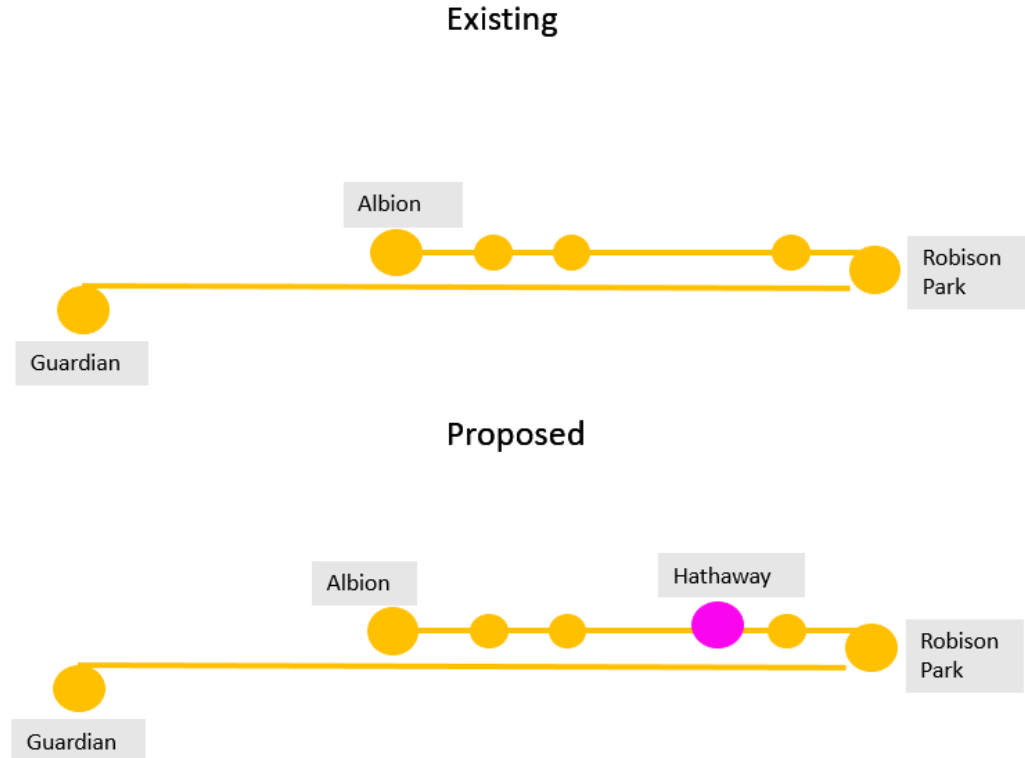 Existing
Albion
Robison
Park
Guardian
Proposed
Albion
Hathaway
Robison
Park
Guardian